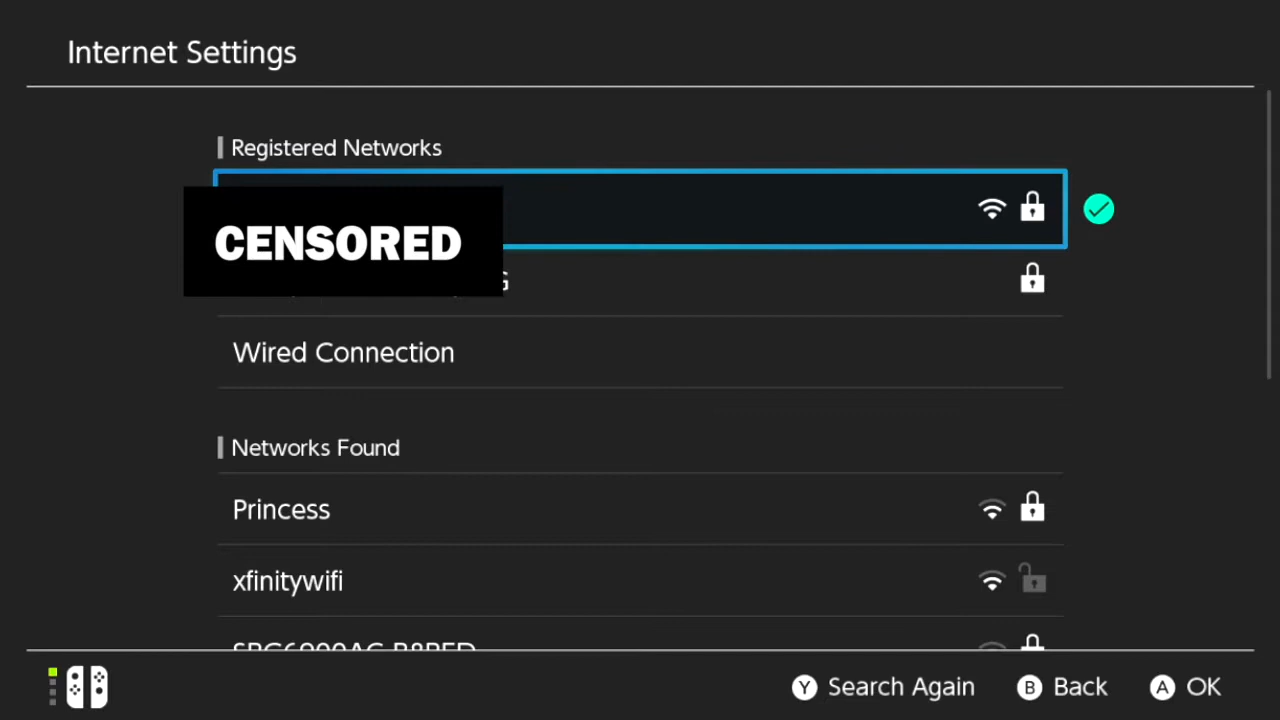 Internet Settings
Registered Networks
CENSORED
Wired Connection
Networks Found
Princess
xfinitywifi
Y Search Again B Back A OK